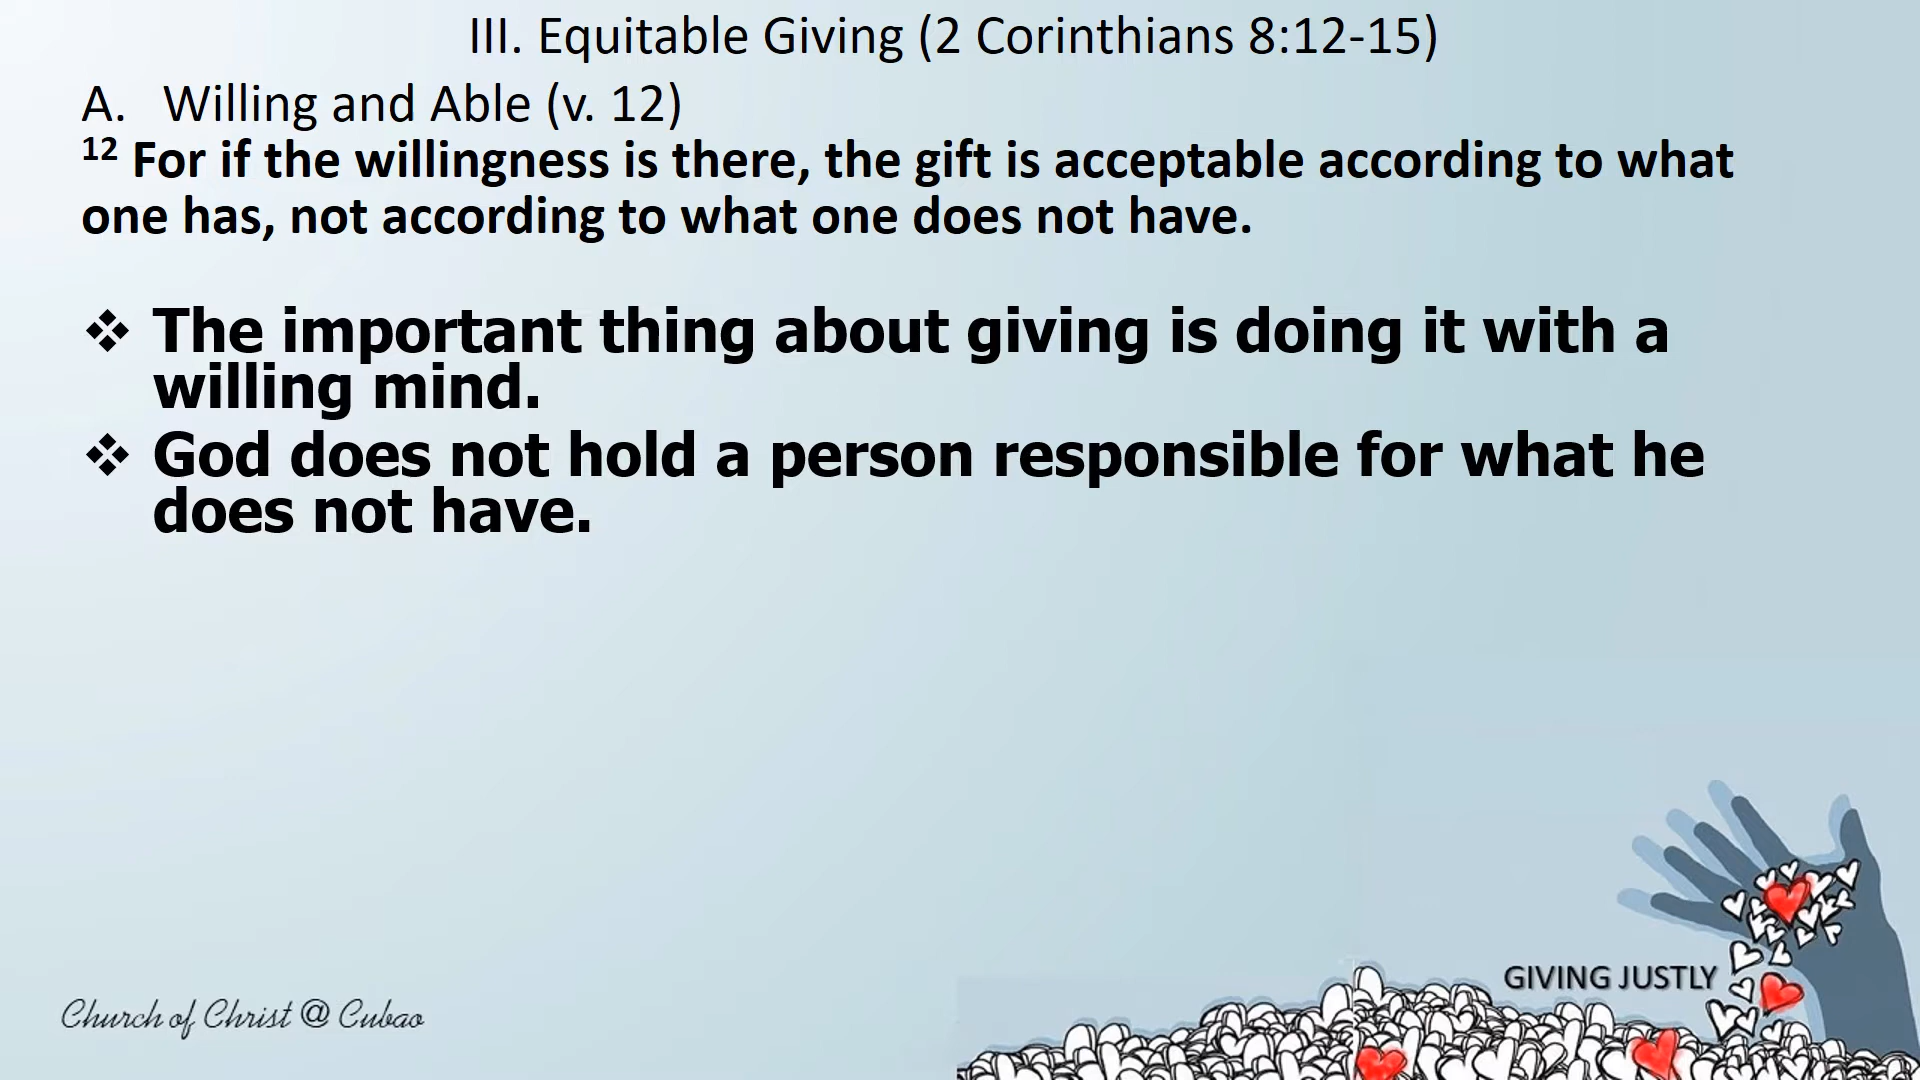 III. Equitable Giving (2 Corinthians 8:12-15)
A. Willing and Able (v. 12)
12 For if the willingness is there, the gift is acceptable according to what
one has, not according to what one does not have.
❖ The important thing about giving is doing it with a
willing mind.
❖ God does not hold a person responsible for what he
does not have.
GIVING JUSTLY
Church of Christ @ Cubao